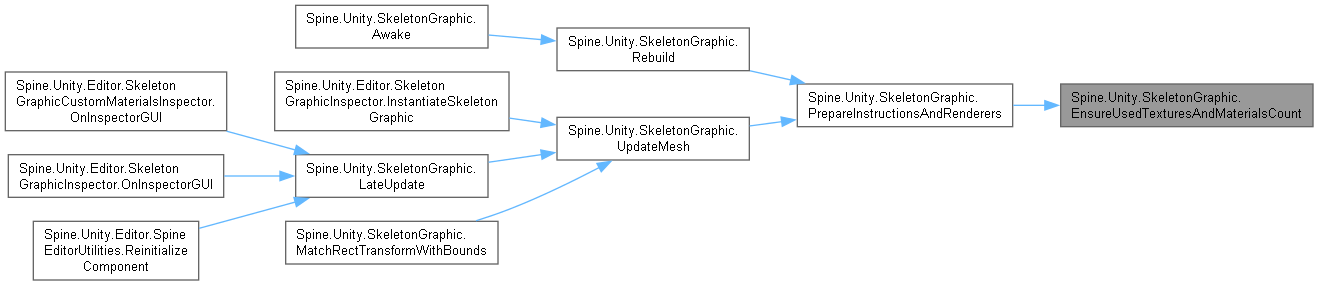 Spine.Unity.SkeletonGraphic.
Awake
Spine.Unity.SkeletonGraphic.
Rebuild
Spine.Unity.Editor.Skeleton
GraphicCustomMaterialsInspector.
OnInspectorGUI
Spine.Unity.Editor.Skeleton
GraphicInspector.InstantiateSkeleton
Graphic
Spine.Unity.SkeletonGraphic.
PrepareInstructionsAndRenderers
Spine.Unity.SkeletonGraphic.
EnsureUsedTexturesAndMaterialsCount
Spine.Unity.SkeletonGraphic.
UpdateMesh
Spine.Unity.Editor.Skeleton
GraphicInspector.OnInspectorGUI
Spine.Unity.SkeletonGraphic.
LateUpdate
Spine.Unity.Editor.Spine
EditorUtilities.Reinitialize
Component
Spine.Unity.SkeletonGraphic.
MatchRectTransformWithBounds